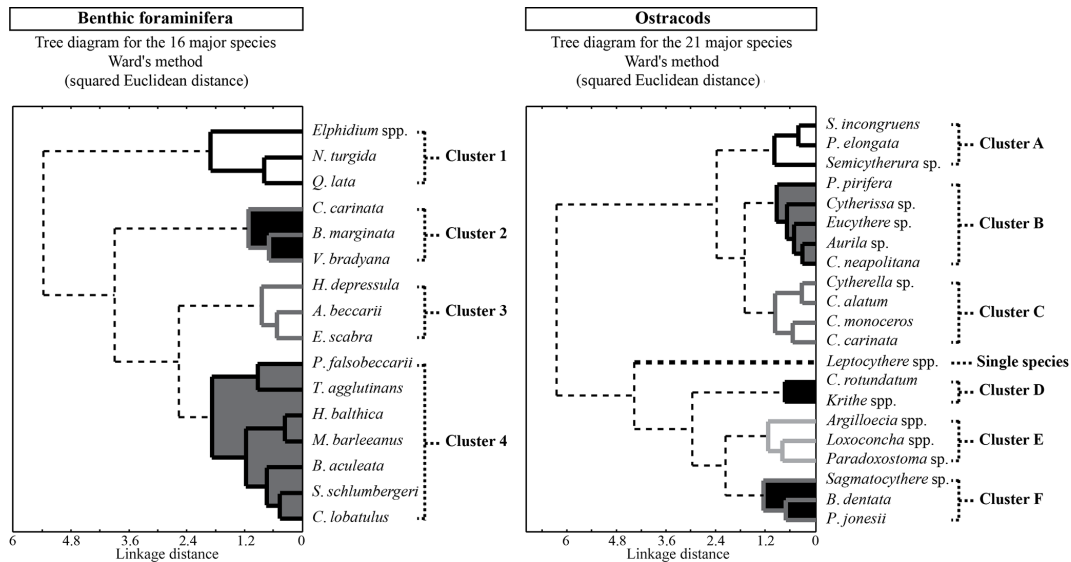 Benthic foraminifera
Tree diagram for the 16 major species
Ward's method
(squared Euclidean distance)
Elphidium spp.
N. turgida
Q. lata
Cluster 1
C. carinata
B. marginata
V. bradyana
Cluster 2
H. depressula
A. beccarii
E. scabra
Cluster 3
P. falsobeccarii
T. agglutinans
H. balthica
M. barleeanus
B. aculeata
S. schlumbergeri
C. lobatulus
Cluster 4
6 4.8 3.6 2.4 1.2 0
Linkage distance
Ostracods
Tree diagram for the 21 major species
Ward's method
(squared Euclidean distance)
S. incongruens
P. elongata
Semicytherura sp.
Cluster A
P. pirifera
Cytherissa sp.
Eucythere sp.
Aurila sp.
C. neapolitana
Cluster B
Cytherella sp.
C. alatum
C. monoceros
C. carinata
Cluster C
Leptocythere spp.
Single species
C. rotundatum
Krithe spp.
Cluster D
Argilloecia spp.
Loxoconcha spp.
Paradoxostoma sp.
Cluster E
Sagmatocythere sp.
B. dentata
P. jonesii
Cluster F
6 4.8 3.6 2.4 1.2 0
Linkage distance